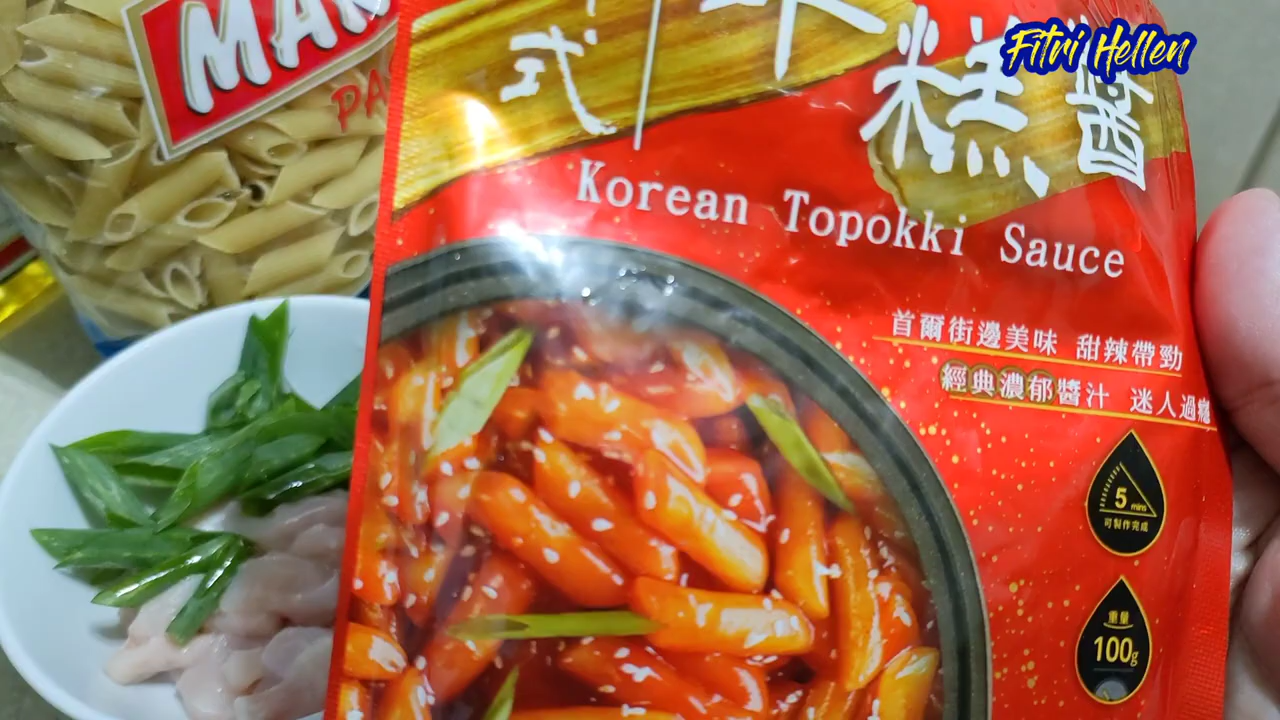 Fitri Hellen
式
糕醬
Korean Topokki Sauce
首爾街邊美味 甜辣帶勁
經典濃郁醬汁 迷人過癮
5 mins
可製作完成
重量
100g